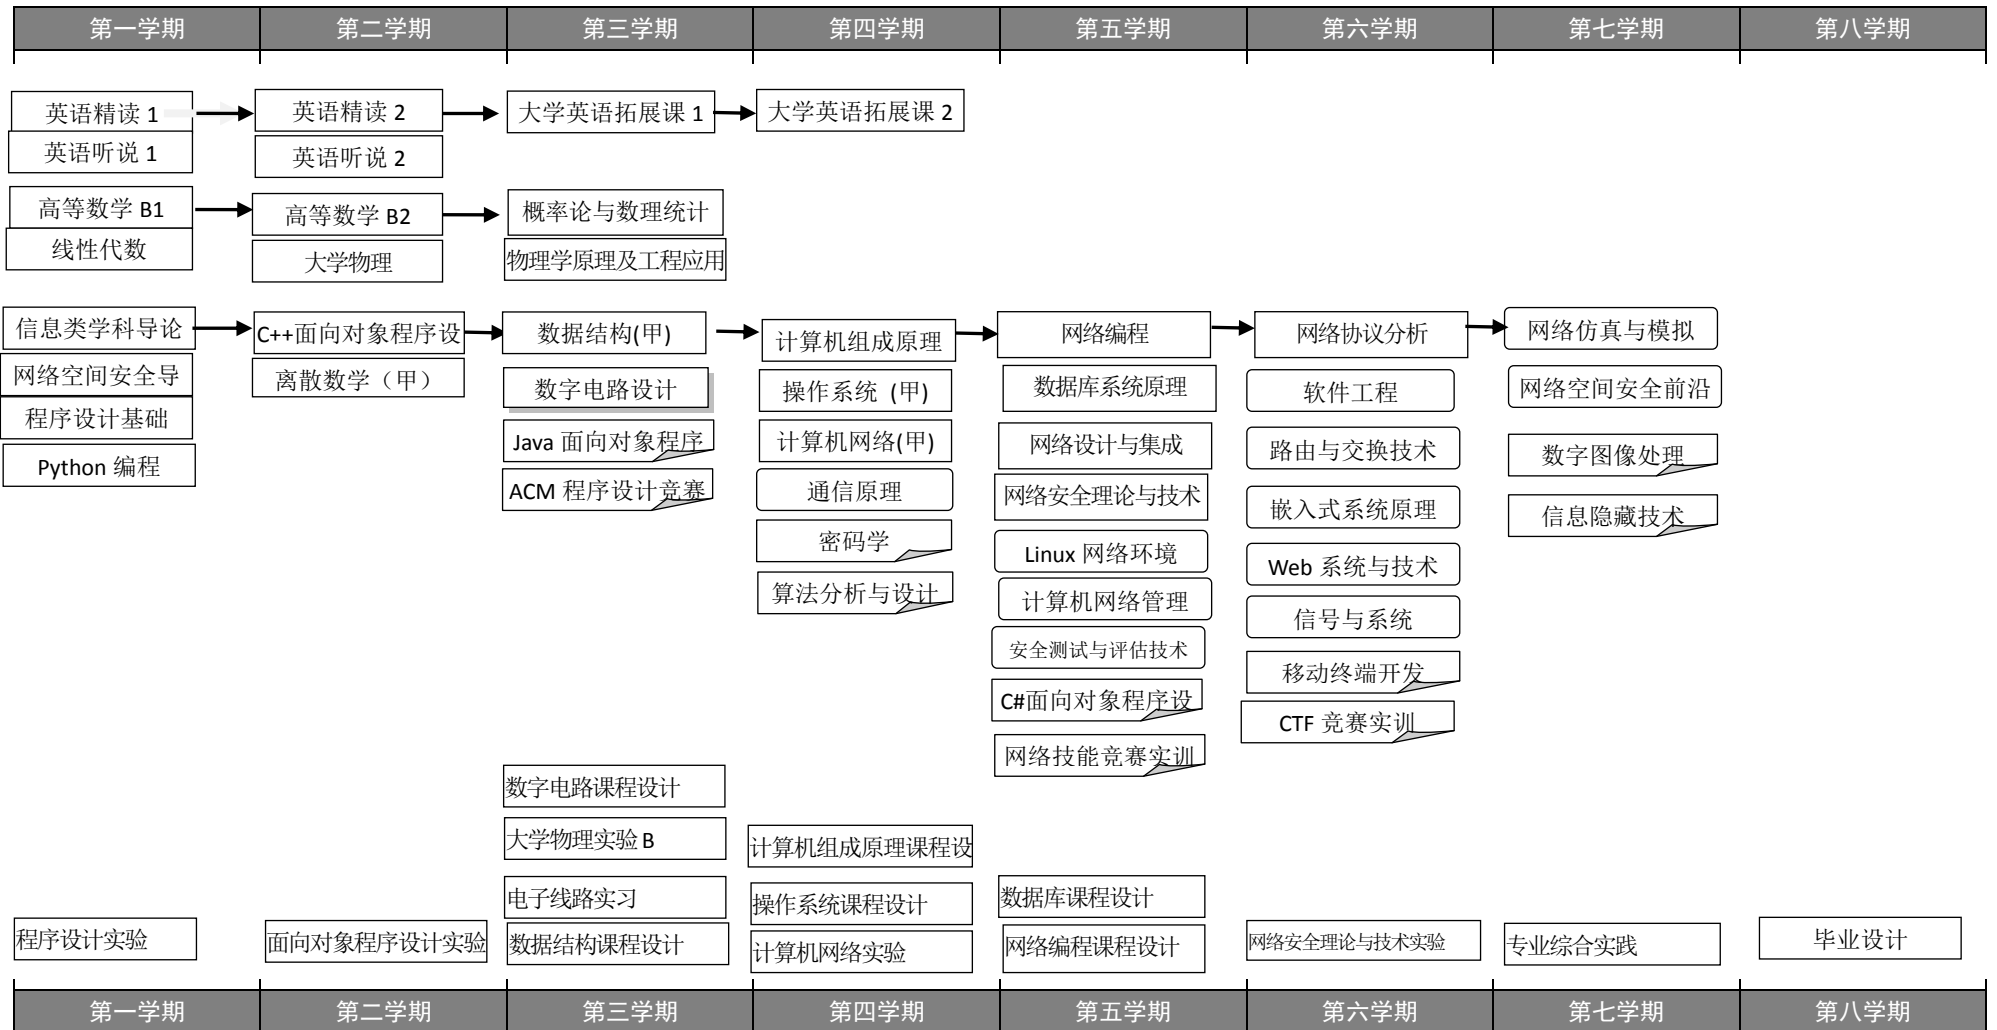 第一学期 第二学期 第三学期 第四学期 第五学期 第六学期 第七学期 第八学期
英语精读 1
英语精读 2
大学英语拓展课 1
大学英语拓展课 2
英语听说 1
英语听说 2
高等数学 B1
高等数学 B2
概率论与数理统计
线性代数
大学物理
物理学原理及工程应用
信息类学科导论
C++面向对象程序设
数据结构(甲)
计算机组成原理
网络编程
网络协议分析
网络仿真与模拟
网络空间安全导
离散数学（甲）
数字电路设计
操作系统 (甲)
数据库系统原理
软件工程
网络空间安全前沿
程序设计基础
Java 面向对象程序
计算机网络(甲)
网络设计与集成
路由与交换技术
数字图像处理
Python 编程
ACM 程序设计竞赛
通信原理
网络安全理论与技术
嵌入式系统原理
信息隐藏技术
密码学
Linux 网络环境
Web 系统与技术
算法分析与设计
计算机网络管理
信号与系统
安全测试与评估技术
移动终端开发
C#面向对象程序设
CTF 竞赛实训
网络技能竞赛实训
数字电路课程设计
大学物理实验 B
计算机组成原理课程设
电子线路实习
操作系统课程设计
数据库课程设计
程序设计实验
面向对象程序设计实验
数据结构课程设计
计算机网络实验
网络编程课程设计
网络安全理论与技术实验
专业综合实践
毕业设计
第一学期 第二学期 第三学期 第四学期 第五学期 第六学期 第七学期 第八学期